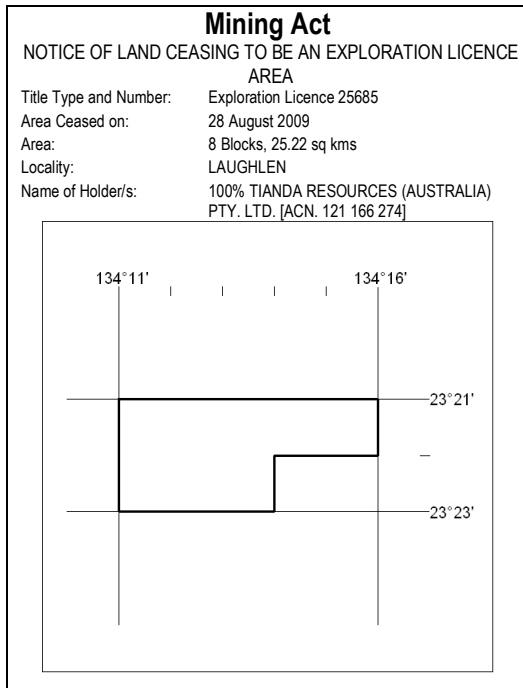 Mining Act
NOTICE OF LAND CEASING TO BE AN EXPLORATION LICENCE
AREA
Title Type and Number: Exploration Licence 25685
Area Ceased on: 28 August 2009
Area: 8 Blocks, 25.22 sq kms
Locality: LAUGHLEN
Name of Holder/s: 100% TIANDA RESOURCES (AUSTRALIA)
PTY. LTD. [ACN. 121 166 274]
134°11' 134°16'
23°21'
23°23'